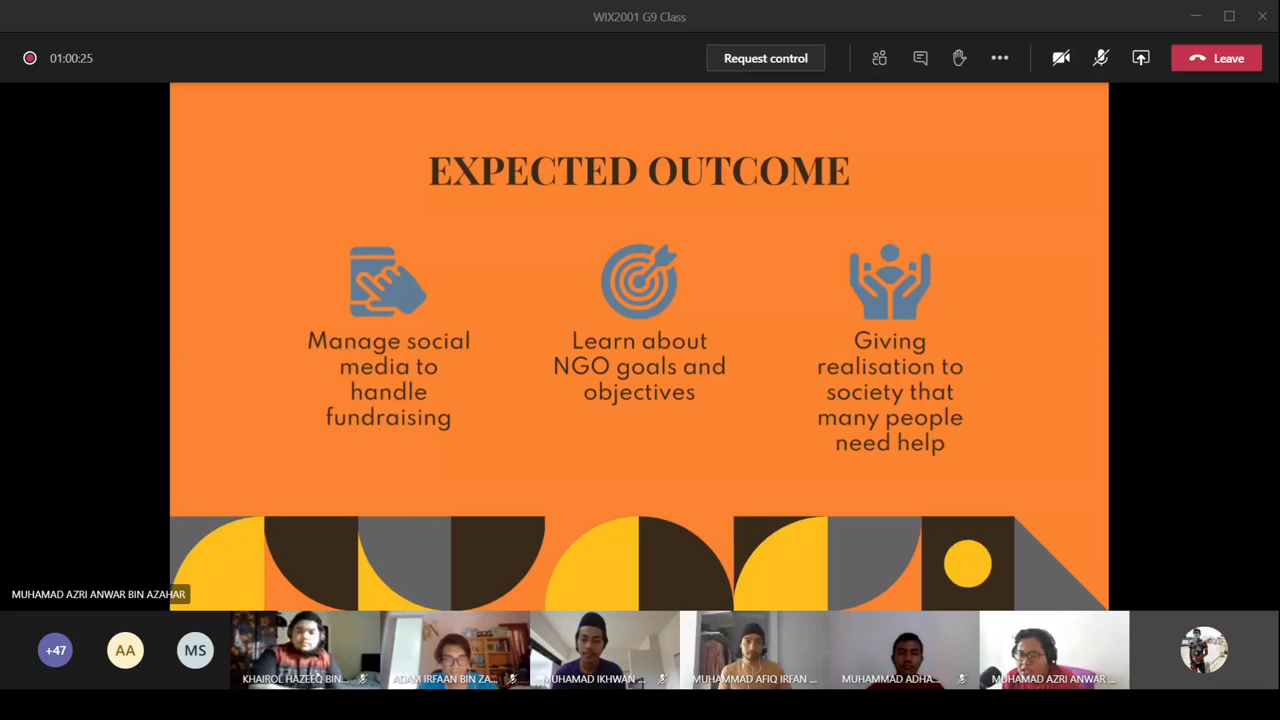 WIX2001 G9 Class
01:00:25
Request control
Leave
EXPECTED OUTCOME
Manage social
media to
handle
fundraising
Learn about
NGO goals and
objectives
Giving
realisation to
society that
many people
need help
MUHAMAD AZRI ANWAR BIN AZAHAR
+47
AA
MS
KHAIROL HAZEEQ BIN...
ADAM IRFAAN BIN ZA...
MUHAMAD IKHWAN ...
MUHAMMAD AFIQ IRFAN ...
MUHAMMAD ADHA...
MUHAMAD AZRI ANWAR ...